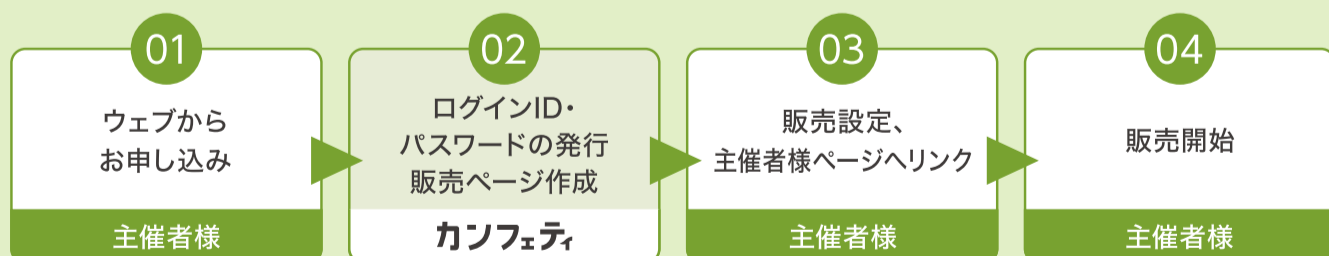 01
ウェブから
お申し込み
主催者様
02
ログインID・
パスワードの発行
販売ページ作成
カンフェティ
03
販売設定、
主催者様ページへリンク
主催者様
04
販売開始
主催者様